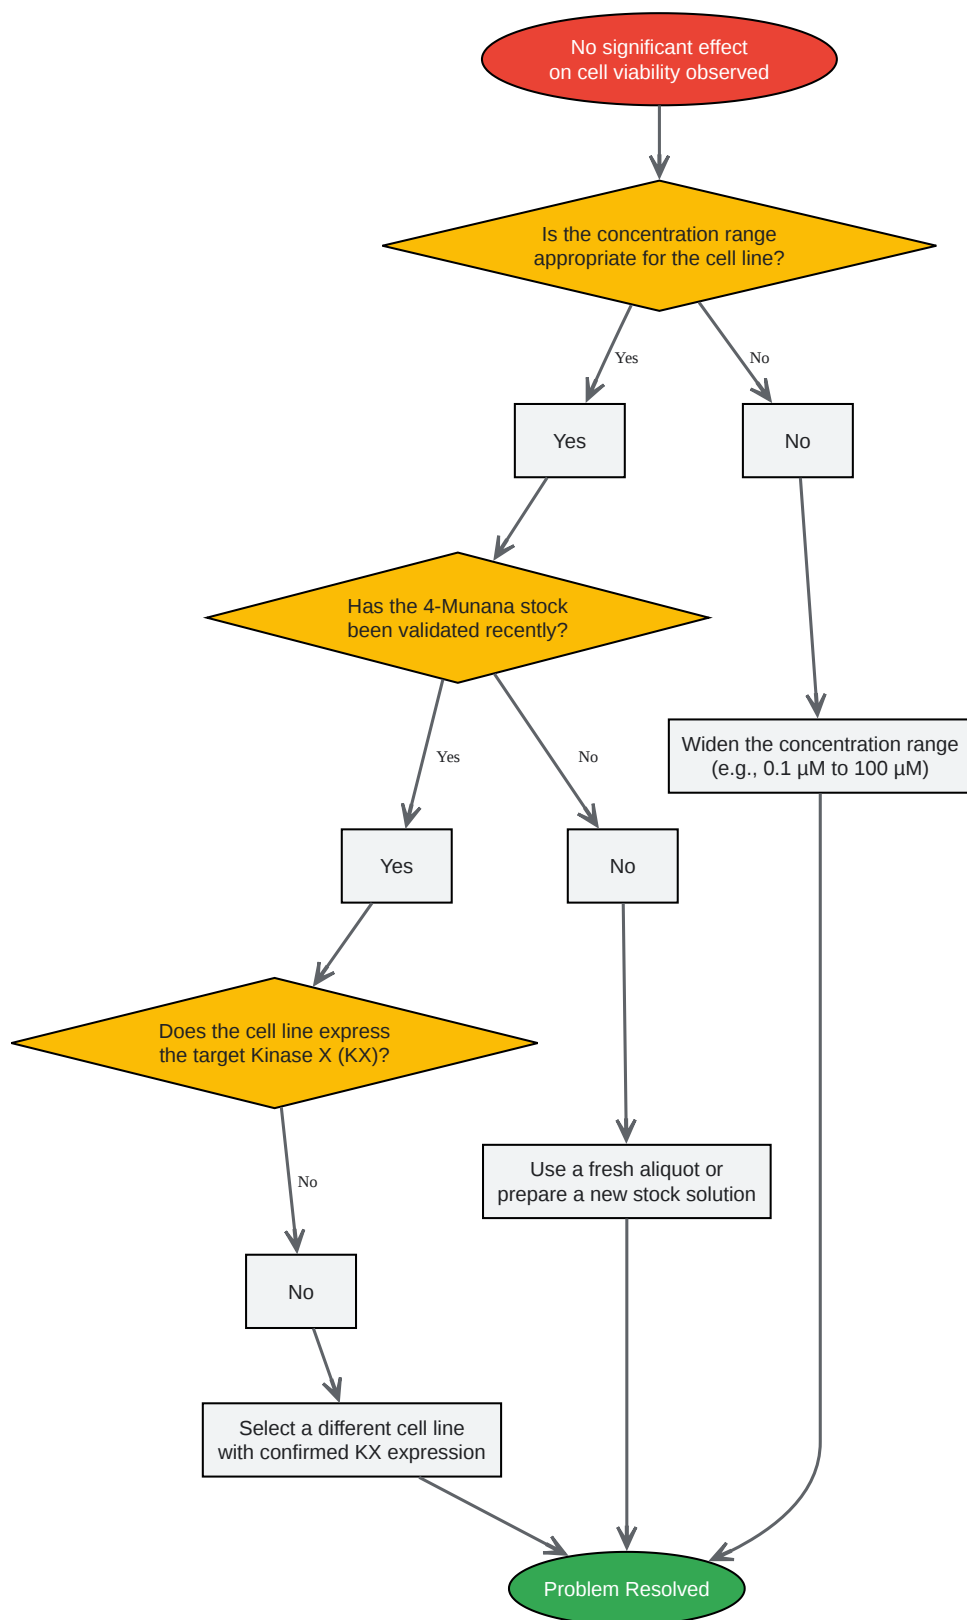 No significant effect
on cell viability observed
Is the concentration range
appropriate for the cell line?
Yes
No
Yes
No
Has the 4-Munana stock
been validated recently?
Widen the concentration range
(e.g., 0.1 µM to 100 µM)
Yes
No
Yes
No
Does the cell line express
the target Kinase X (KX)?
Use a fresh aliquot or
prepare a new stock solution
No
No
Select a different cell line
with confirmed KX expression
Problem Resolved